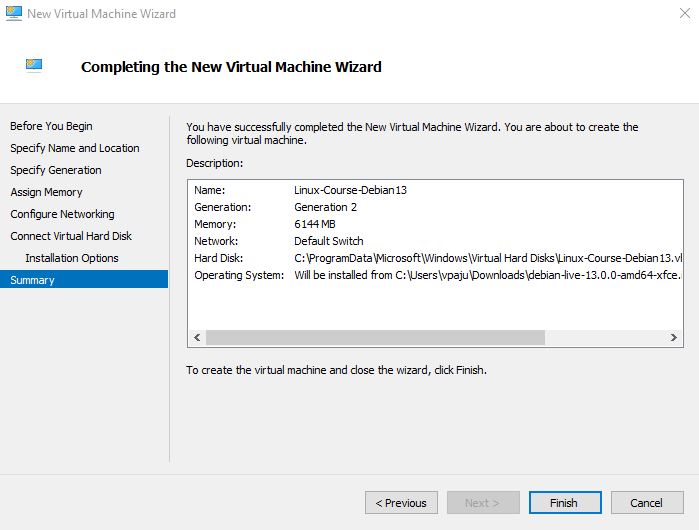 New Virtual Machine Wizard
Completing the New Virtual Machine Wizard
Before You Begin
Specify Name and Location
Specify Generation
Assign Memory
Configure Networking
Connect Virtual Hard Disk
Installation Options
Summary
You have successfully completed the New Virtual Machine Wizard. You are about to create the
following virtual machine.
Description:
Name: Linux-Course-Debian13
Generation: Generation 2
Memory: 6144 MB
Network: Default Switch
Hard Disk: C:\ProgramData\Microsoft\Windows\Virtual Hard Disks\Linux-Course-Debian13.vl
Operating System: Will be installed from C:\Users\vpaju\Downloads\debian-live-13.0.0-amd64-xfce.
To create the virtual machine and close the wizard, click Finish.
< Previous
Next >
Finish
Cancel